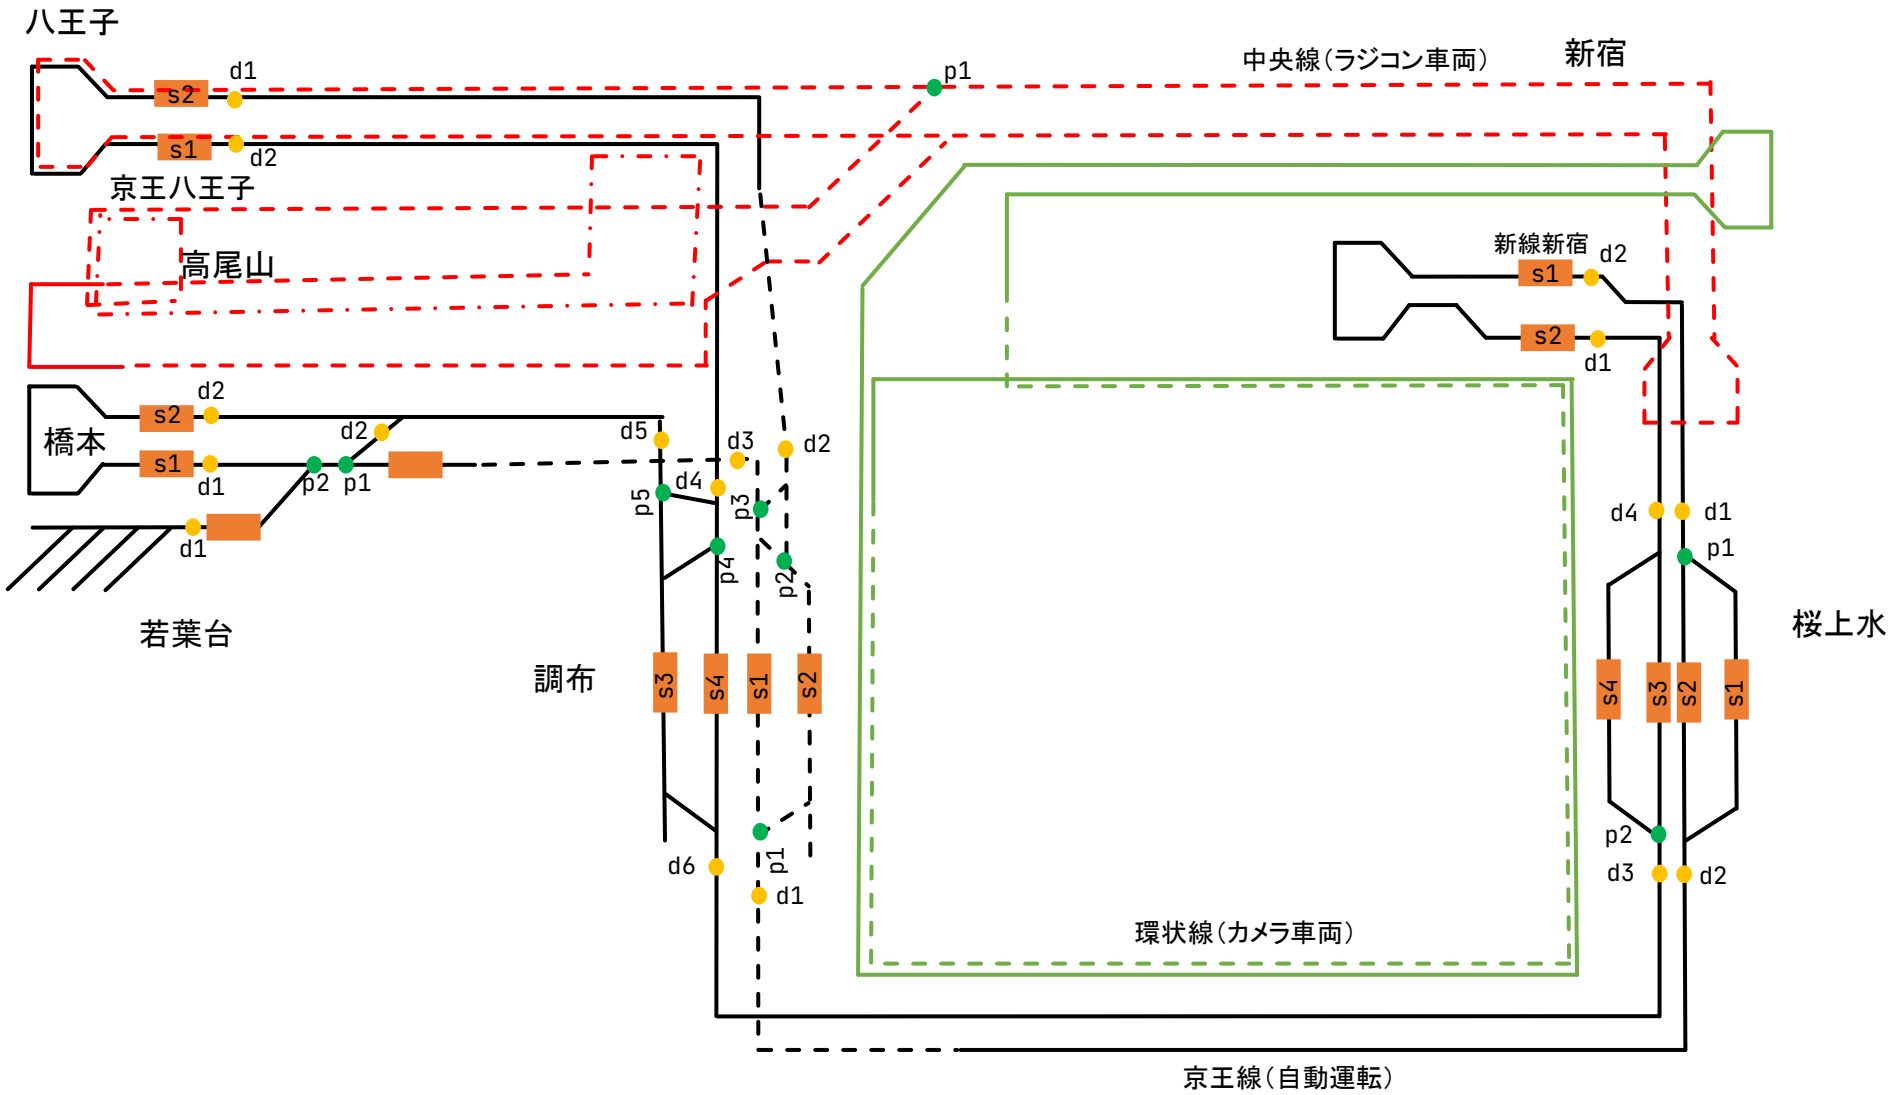 八王子
d1
s2
s1
d2
京王八王子
高尾山
p1
中央線(ラジコン車両)
新宿
新線新宿
d2
s1
s2
d1
d2
s2
橋本
s1
d1
d2
p2
p1
d1
若葉台
d5
d3
d2
d4
p5
p3
p4
p2
調布
s3
s4
s1
s2
p1
d6
d1
d4
d1
p1
桜上水
s4
s3
s2
s1
p2
d3
d2
環状線(カメラ車両)
京王線(自動運転)